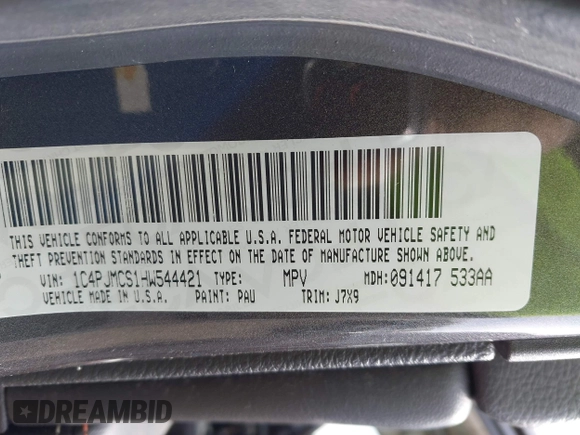 THIS VEHICLE CONFORMS TO ALL APPLICABLE U.S.A. FEDERAL MOTOR VEHICLE SAFETY AND
THEFT PREVENTION STANDARDS IN EFFECT ON THE DATE OF MANUFACTURE SHOWN ABOVE.
VIN: 1C4PJMCS1HW544421 TYPE: MPV MDH: 091417 533AA
VEHICLE MADE IN U.S.A. PAINT: PAU TRIM: J7X9
DREAMBID